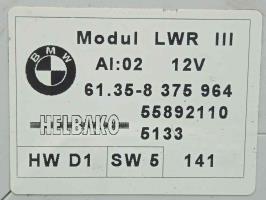 BMW
Modul LWR III
AI:02 12V
61.35-8 375 964
55892110
HELBAKO 5133
HW D1 SW 5 141